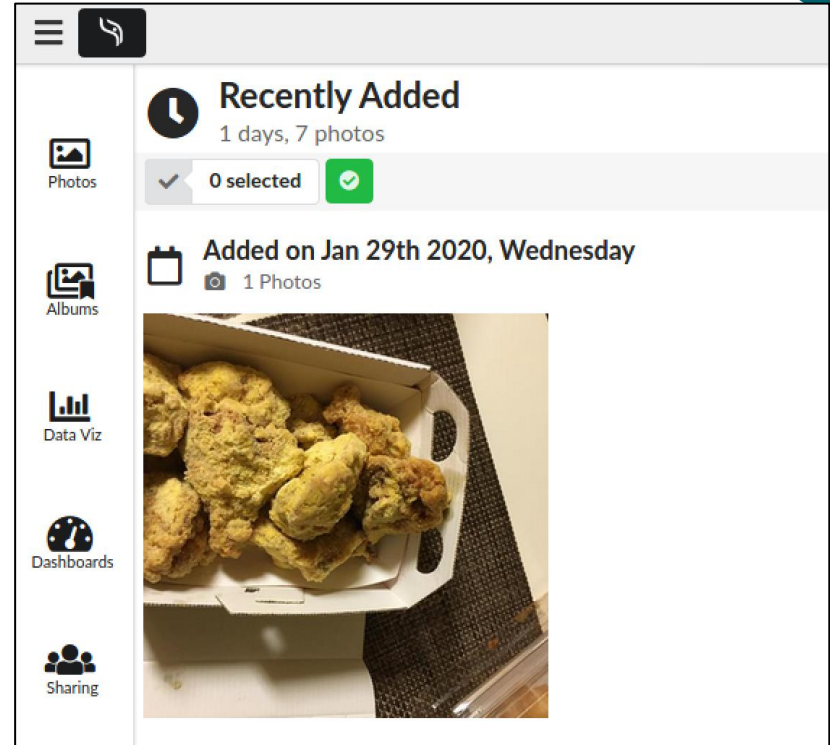 Recently Added
1 days, 7 photos
0 selected
Added on Jan 29th 2020, Wednesday
1 Photos
Photos
Albums
Data Viz
Dashboards
Sharing